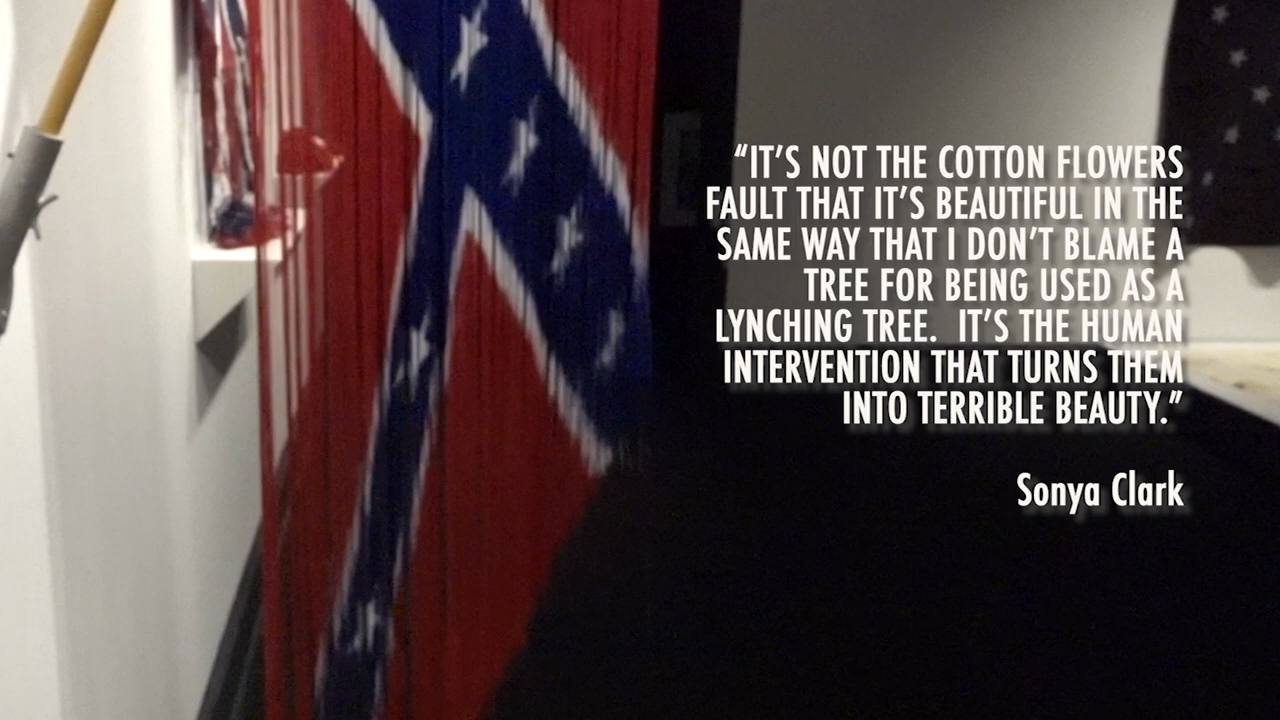 “IT’S NOT THE COTTON FLOWERS
FAULT THAT IT’S BEAUTIFUL IN THE
SAME WAY THAT I DON’T BLAME A
TREE FOR BEING USED AS A
LYNCHING TREE.  IT’S THE HUMAN
INTERVENTION THAT TURNS THEM
INTO TERRIBLE BEAUTY.”
Sonya Clark